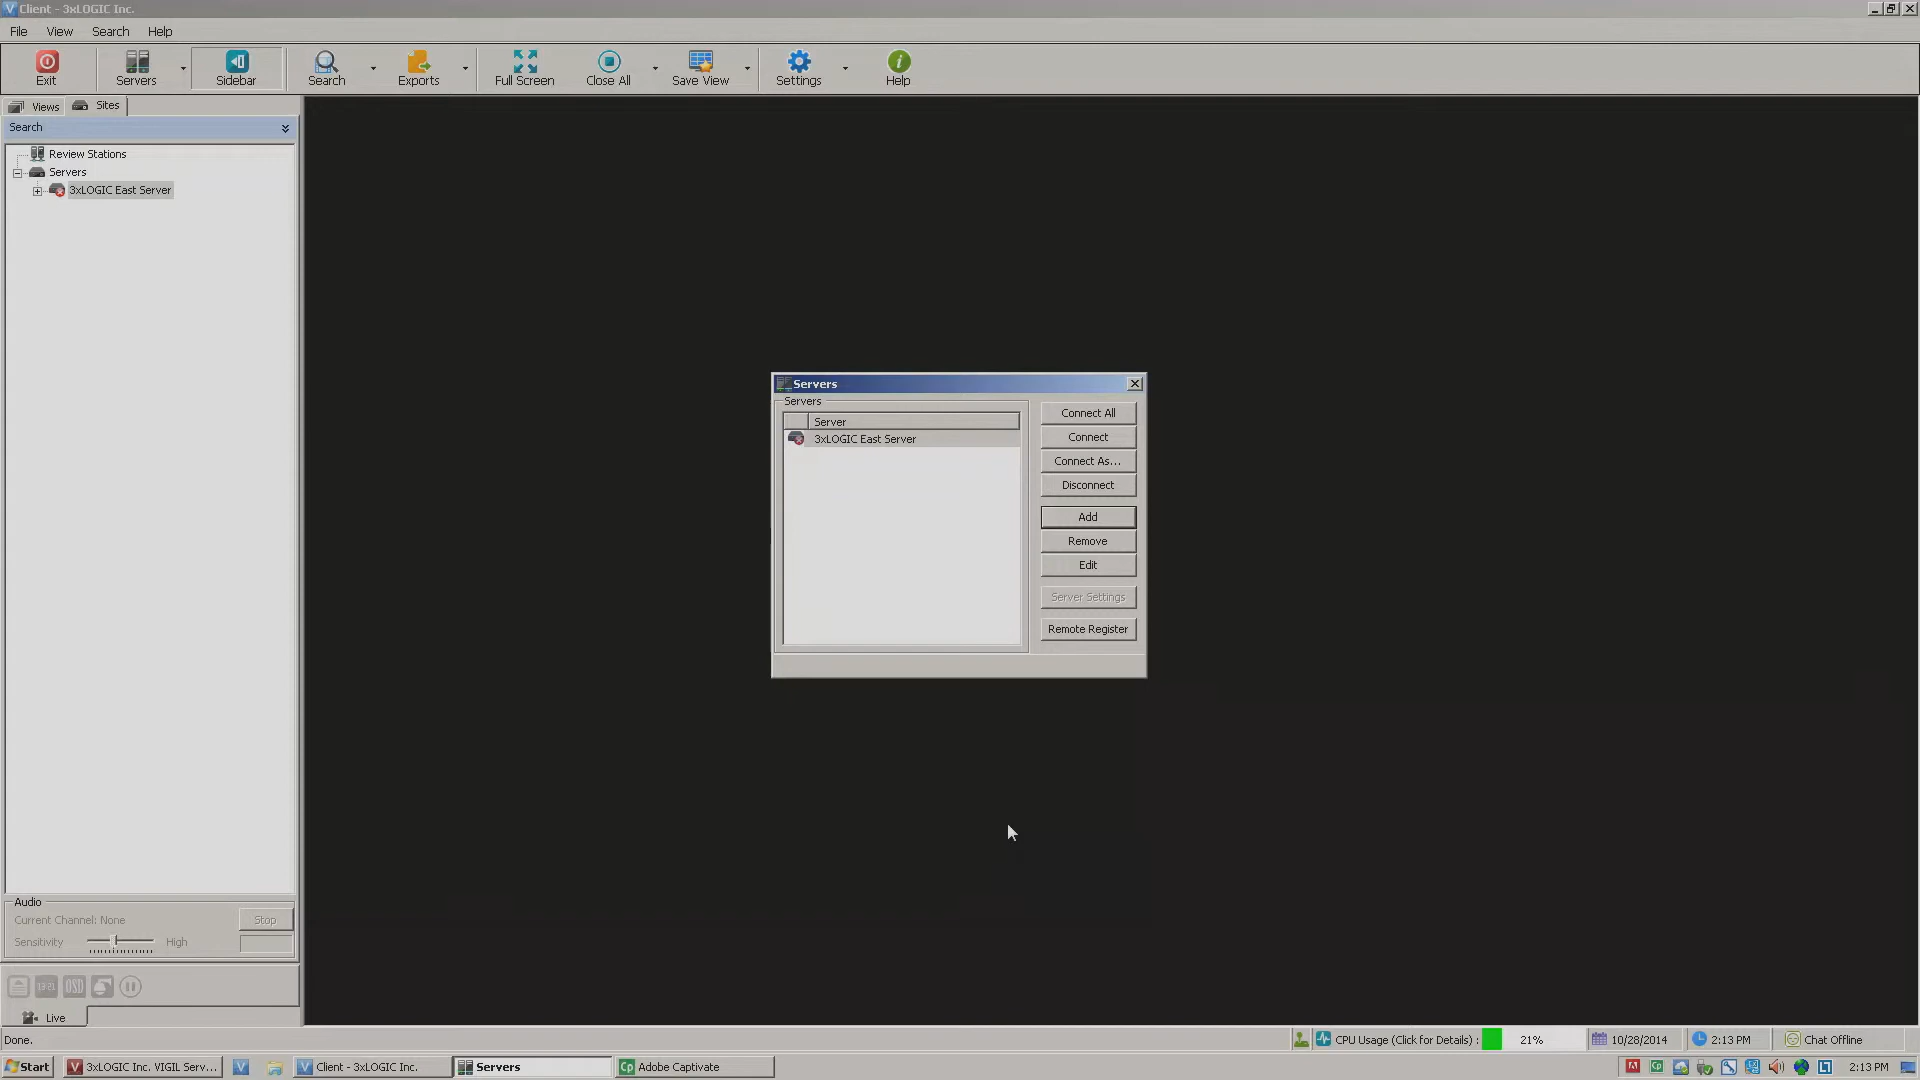 Client - 3xLOGIC Inc.
File View Search Help
Exit Servers Sidebar Search Exports Full Screen Close All Save View Settings Help
Views Sites
Search
Review Stations
Servers
3xLOGIC East Server
Servers
Servers
Server
3xLOGIC East Server
Connect All
Connect
Connect As...
Disconnect
Add
Remove
Edit
Server Settings
Remote Register
Audio
Current Channel: None Stop
Sensitivity High
OSD
Live
Done. CPU Usage (Click for Details) : 21% 10/28/2014 2:13 PM Chat Offline
Start 3xLOGIC Inc. VIGIL Serv... Client - 3xLOGIC Inc. Servers Adobe Captivate 2:13 PM